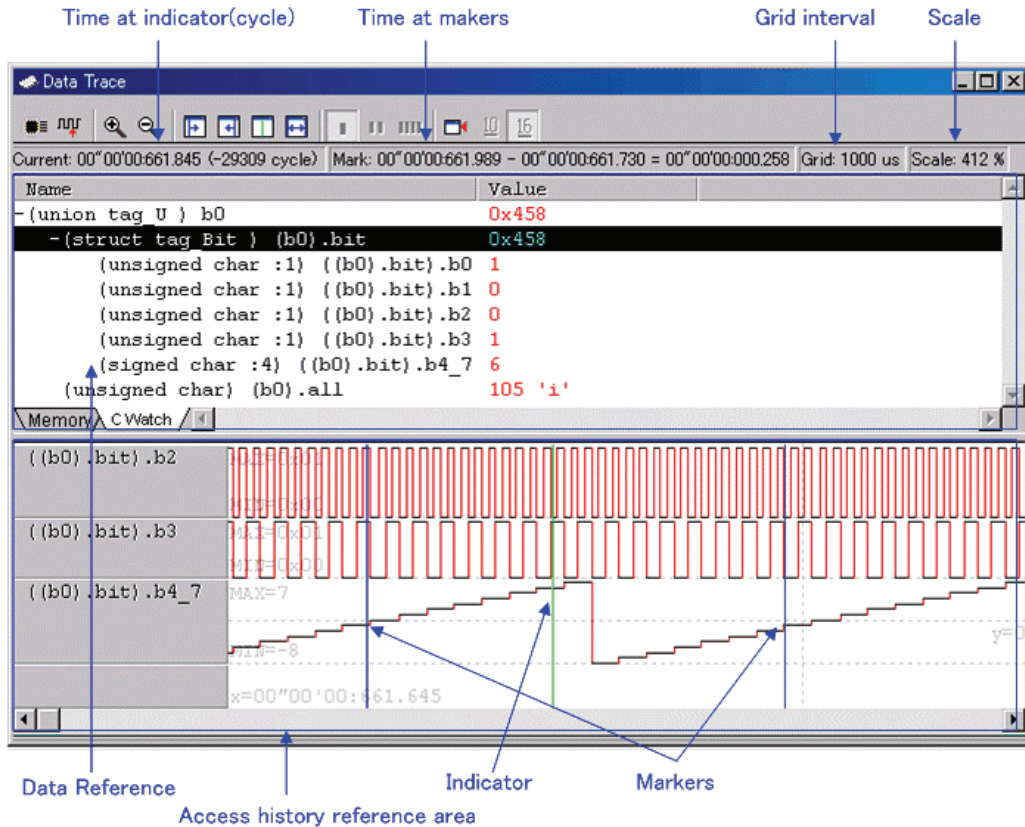 Time at indicator(cycle) Time at makers Grid interval Scale
Data Trace
10 16
Current: 00"00'00:661.845 (-29309 cycle) Mark: 00"00'00:661.989 - 00"00'00:661.730 = 00"00'00:000.258 Grid: 1000 us Scale: 412 %
Name Value
-(union tag_U ) b0 0x458
-(struct tag_Bit ) (b0).bit 0x458
(unsigned char :1) ((b0).bit).b0 1
(unsigned char :1) ((b0).bit).b1 0
(unsigned char :1) ((b0).bit).b2 0
(unsigned char :1) ((b0).bit).b3 1
(signed char :4) ((b0).bit).b4_7 6
(unsigned char) (b0).all 105 'i'
Memory C Watch
((b0).bit).b2 MAX=0x01
MIN=0x00
((b0).bit).b3 MAX=0x01
MIN=0x00
((b0).bit).b4_7 MAX=7
y=0
MIN=-8
x=00"00'00:661.645
Data Reference Indicator Markers
Access history reference area